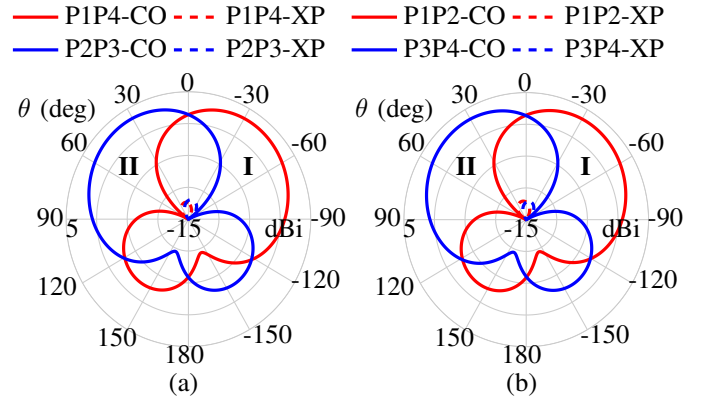 P1P4-CO P1P4-XP P1P2-CO P1P2-XP
P2P3-CO P2P3-XP P3P4-CO P3P4-XP
0 0
30 -30 30 -30
θ (deg) θ (deg)
60 -60 60 -60
II I II I
90 5 -15 dBi -90 90 5 -15 dBi -90
120 -120 120 -120
150 -150 150 -150
180 180
(a) (b)